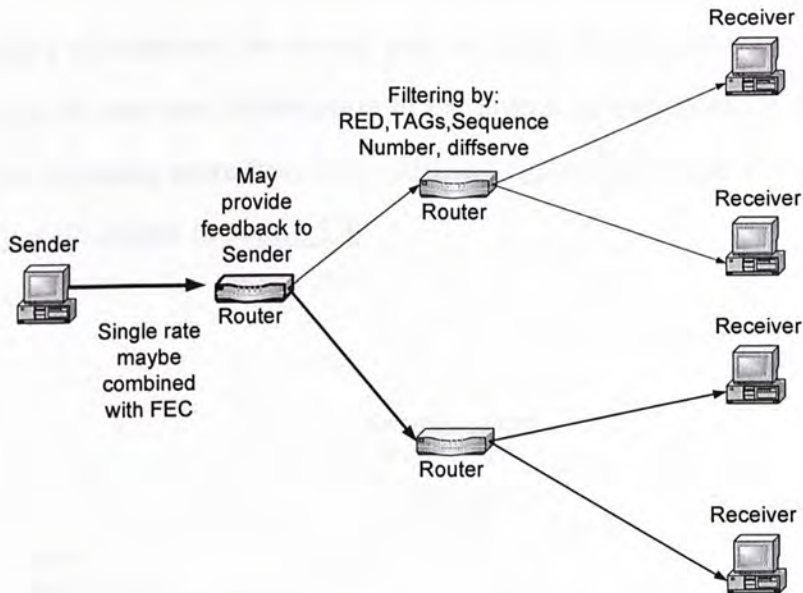 Receiver
Filtering by:
RED,TAGs,Sequence
Number, diffserve
May
provide
feedback to
Sender
Router
Sender
Receiver
Router
Single rate
maybe
combined
with FEC
Receiver
Router
Receiver